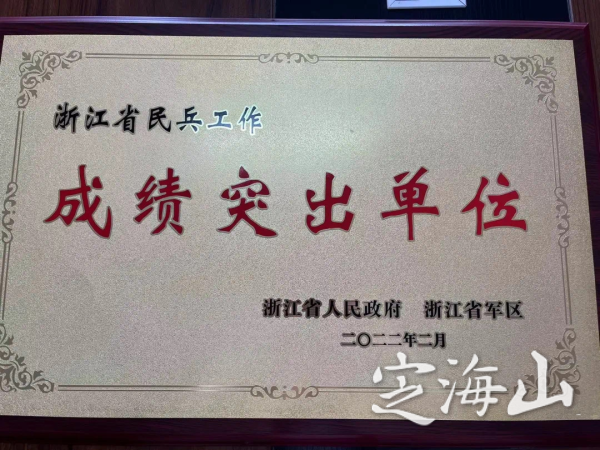 浙江省民兵工作
成绩突出单位
浙江省人民政府 浙江省军区
二〇二二年二月
定海山